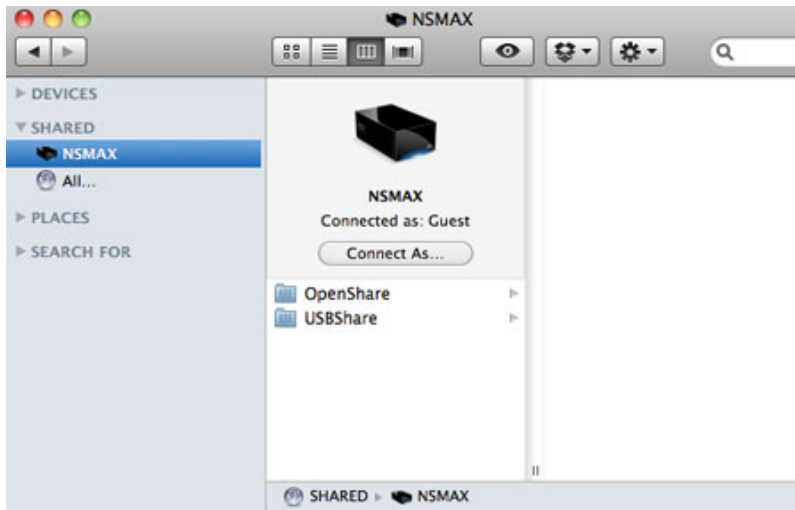 NSMAX
DEVICES
SHARED
NSMAX
All...
PLACES
SEARCH FOR
NSMAX
Connected as: Guest
Connect As...
OpenShare
USBShare
SHARED NSMAX